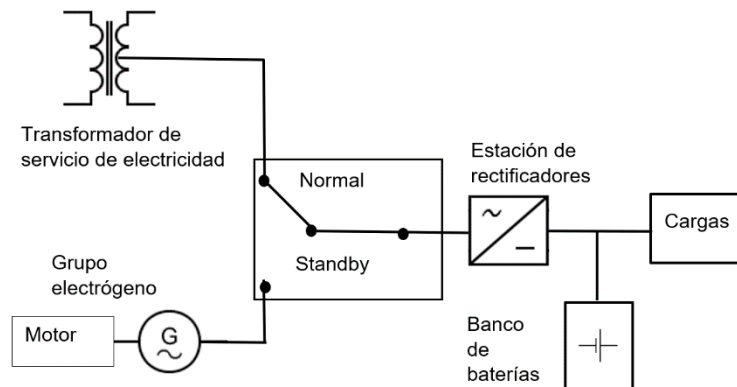 Transformador de
servicio de electricidad
Normal
Standby
Estación de
rectificadores
Cargas
Grupo
electrógeno
Motor
G
Banco
de
baterías